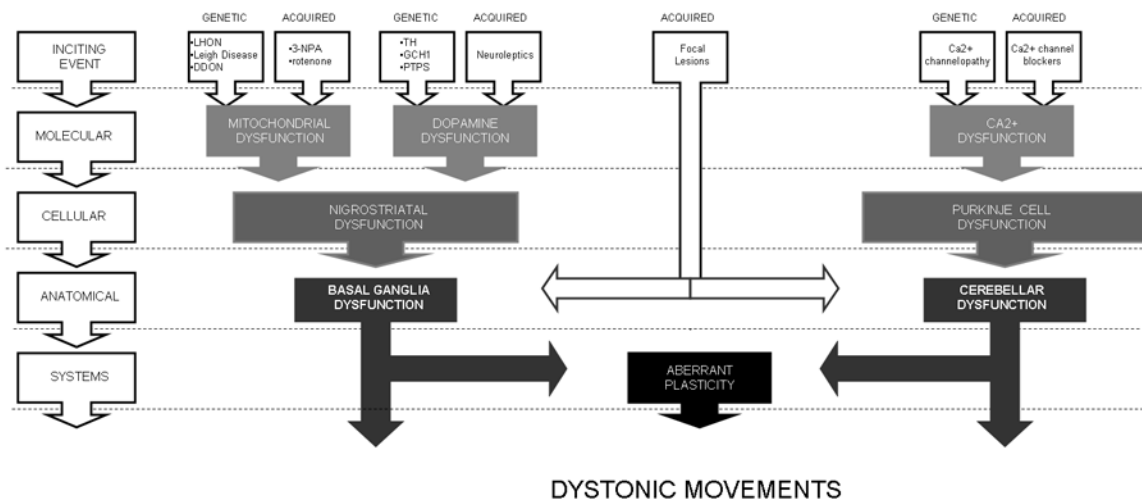 GENETIC
ACQUIRED
GENETIC
ACQUIRED
ACQUIRED
GENETIC
ACQUIRED
INCITING
EVENT
•LHON
•Leigh Disease
•DDON
•3-NPA
•rotenone
•TH
•GCH1
•PTPS
Neuroleptics
Focal
Lesions
Ca2+
channelopathy
Ca2+ channel
blockers
MOLECULAR
MITOCHONDRIAL
DYSFUNCTION
DOPAMINE
DYSFUNCTION
CA2+
DYSFUNCTION
CELLULAR
NIGROSTRIATAL
DYSFUNCTION
PURKINJE CELL
DYSFUNCTION
ANATOMICAL
BASAL GANGLIA
DYSFUNCTION
CEREBELLAR
DYSFUNCTION
SYSTEMS
ABERRANT
PLASTICITY
DYSTONIC MOVEMENTS